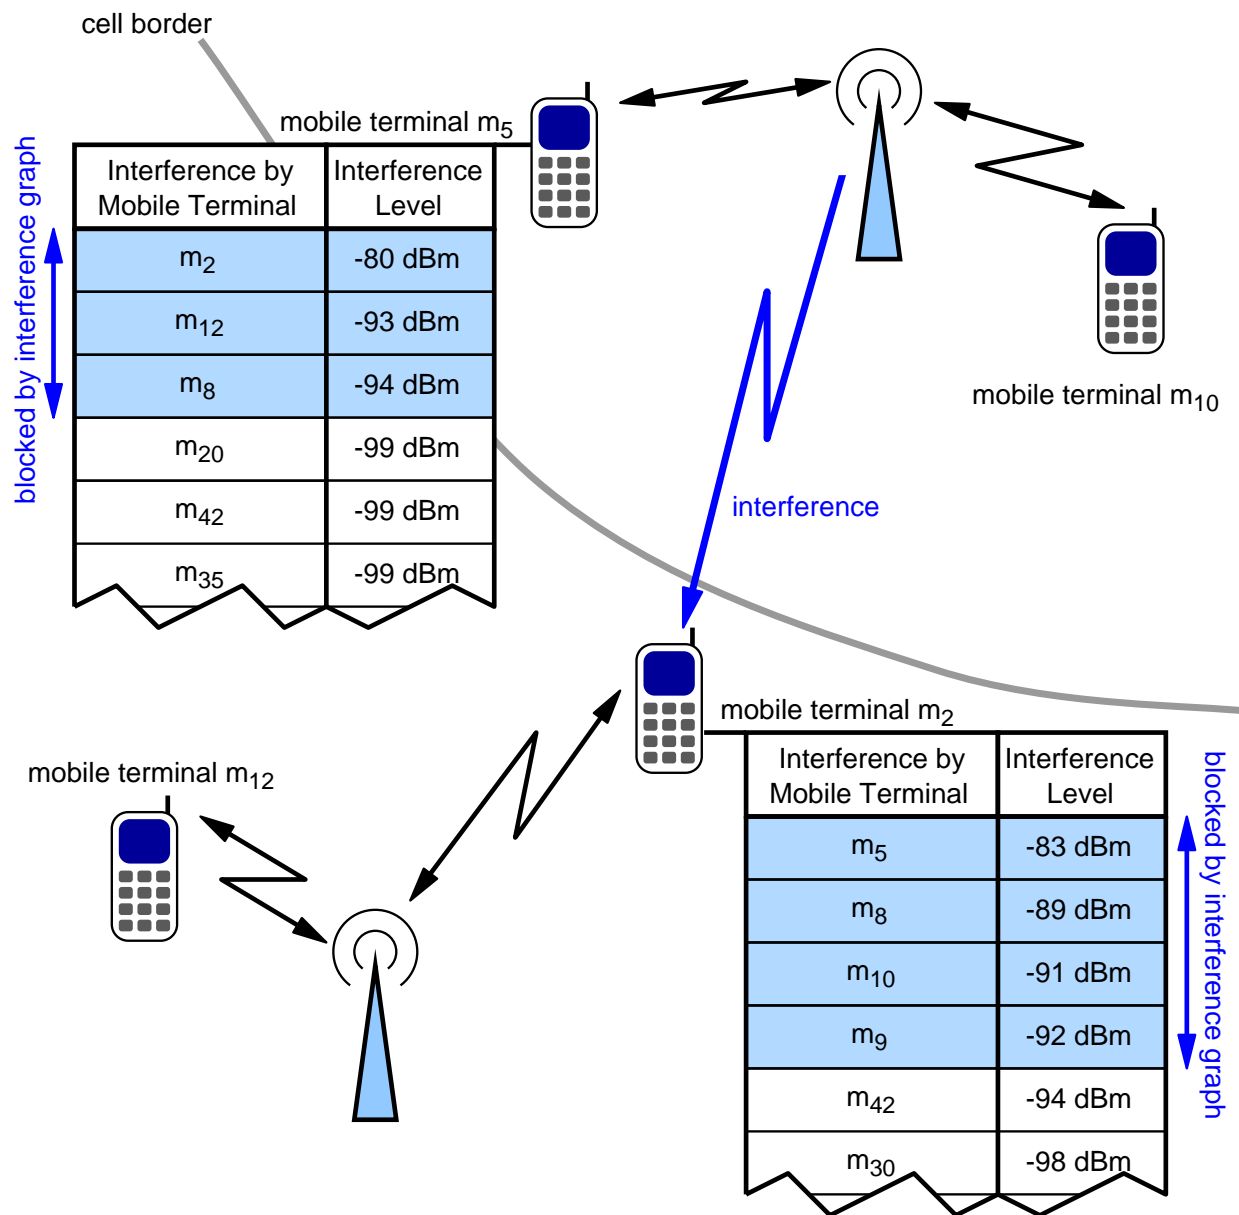 cell border
mobile terminal m5
blocked by interference graph
Interference by Mobile Terminal
Interference Level
m2 -80 dBm
m12 -93 dBm
m8 -94 dBm
m20 -99 dBm
m42 -99 dBm
m35 -99 dBm
mobile terminal m10
interference
mobile terminal m2
mobile terminal m12
Interference by Mobile Terminal
Interference Level
m5 -83 dBm
m8 -89 dBm
m10 -91 dBm
m9 -92 dBm
m42 -94 dBm
m30 -98 dBm
blocked by interference graph